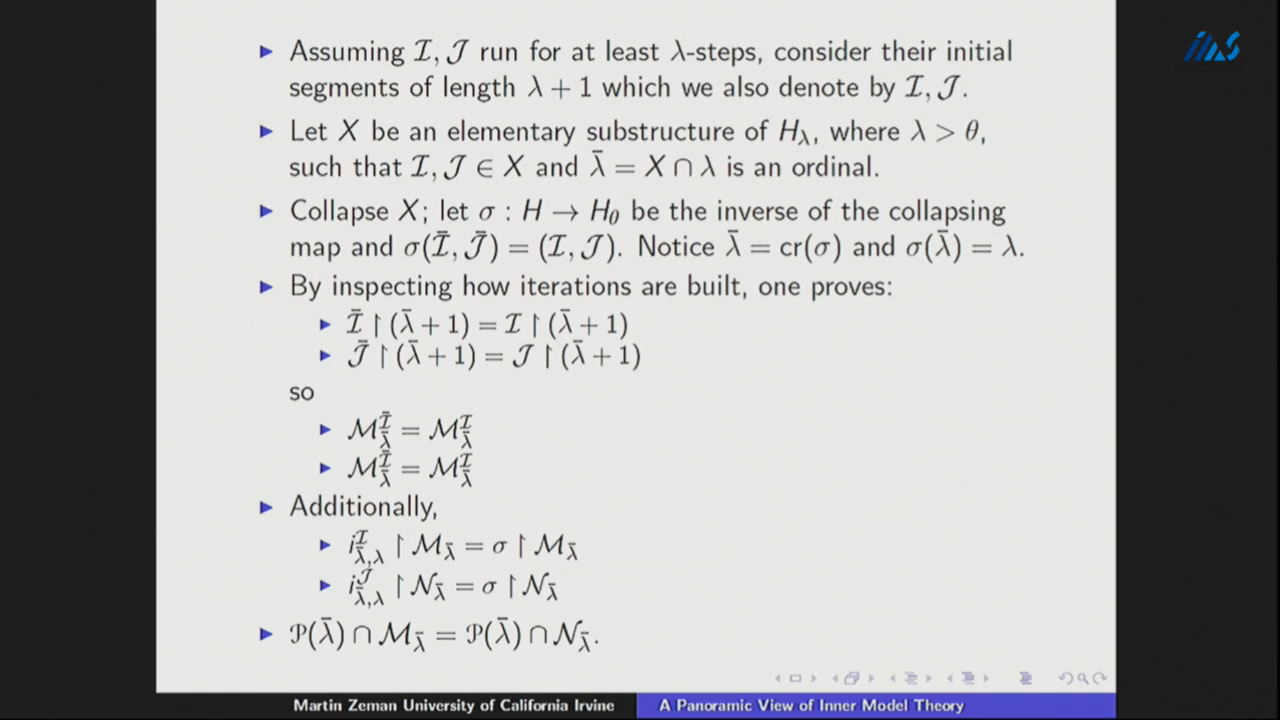 ▶ Assuming ℐ, 𝒥 run for at least λ-steps, consider their initial
segments of length λ + 1 which we also denote by ℐ, 𝒥.
▶ Let X be an elementary substructure of H_λ, where λ > θ,
such that ℐ, 𝒥 ∈ X and λ̄ = X ∩ λ is an ordinal.
▶ Collapse X; let σ : H → H_θ be the inverse of the collapsing
map and σ(ℐ̄, 𝒥̄) = (ℐ, 𝒥). Notice λ̄ = cr(σ) and σ(λ̄) = λ.
▶ By inspecting how iterations are built, one proves:
▶ ℐ̄ ↾ (λ̄ + 1) = ℐ ↾ (λ̄ + 1)
▶ 𝒥̄ ↾ (λ̄ + 1) = 𝒥 ↾ (λ̄ + 1)
so
▶ ℳ^ℐ̄_λ̄ = ℳ^ℐ_λ̄
▶ ℳ^ℐ̄_λ̄ = ℳ^ℐ_λ̄
▶ Additionally,
▶ i^ℐ_λ̄,λ ↾ ℳ_λ̄ = σ ↾ ℳ_λ̄
▶ i^𝒥_λ̄,λ ↾ 𝒩_λ̄ = σ ↾ 𝒩_λ̄
▶ 𝒫(λ̄) ∩ ℳ_λ̄ = 𝒫(λ̄) ∩ 𝒩_λ̄.
Martin Zeman University of California Irvine A Panoramic View of Inner Model Theory